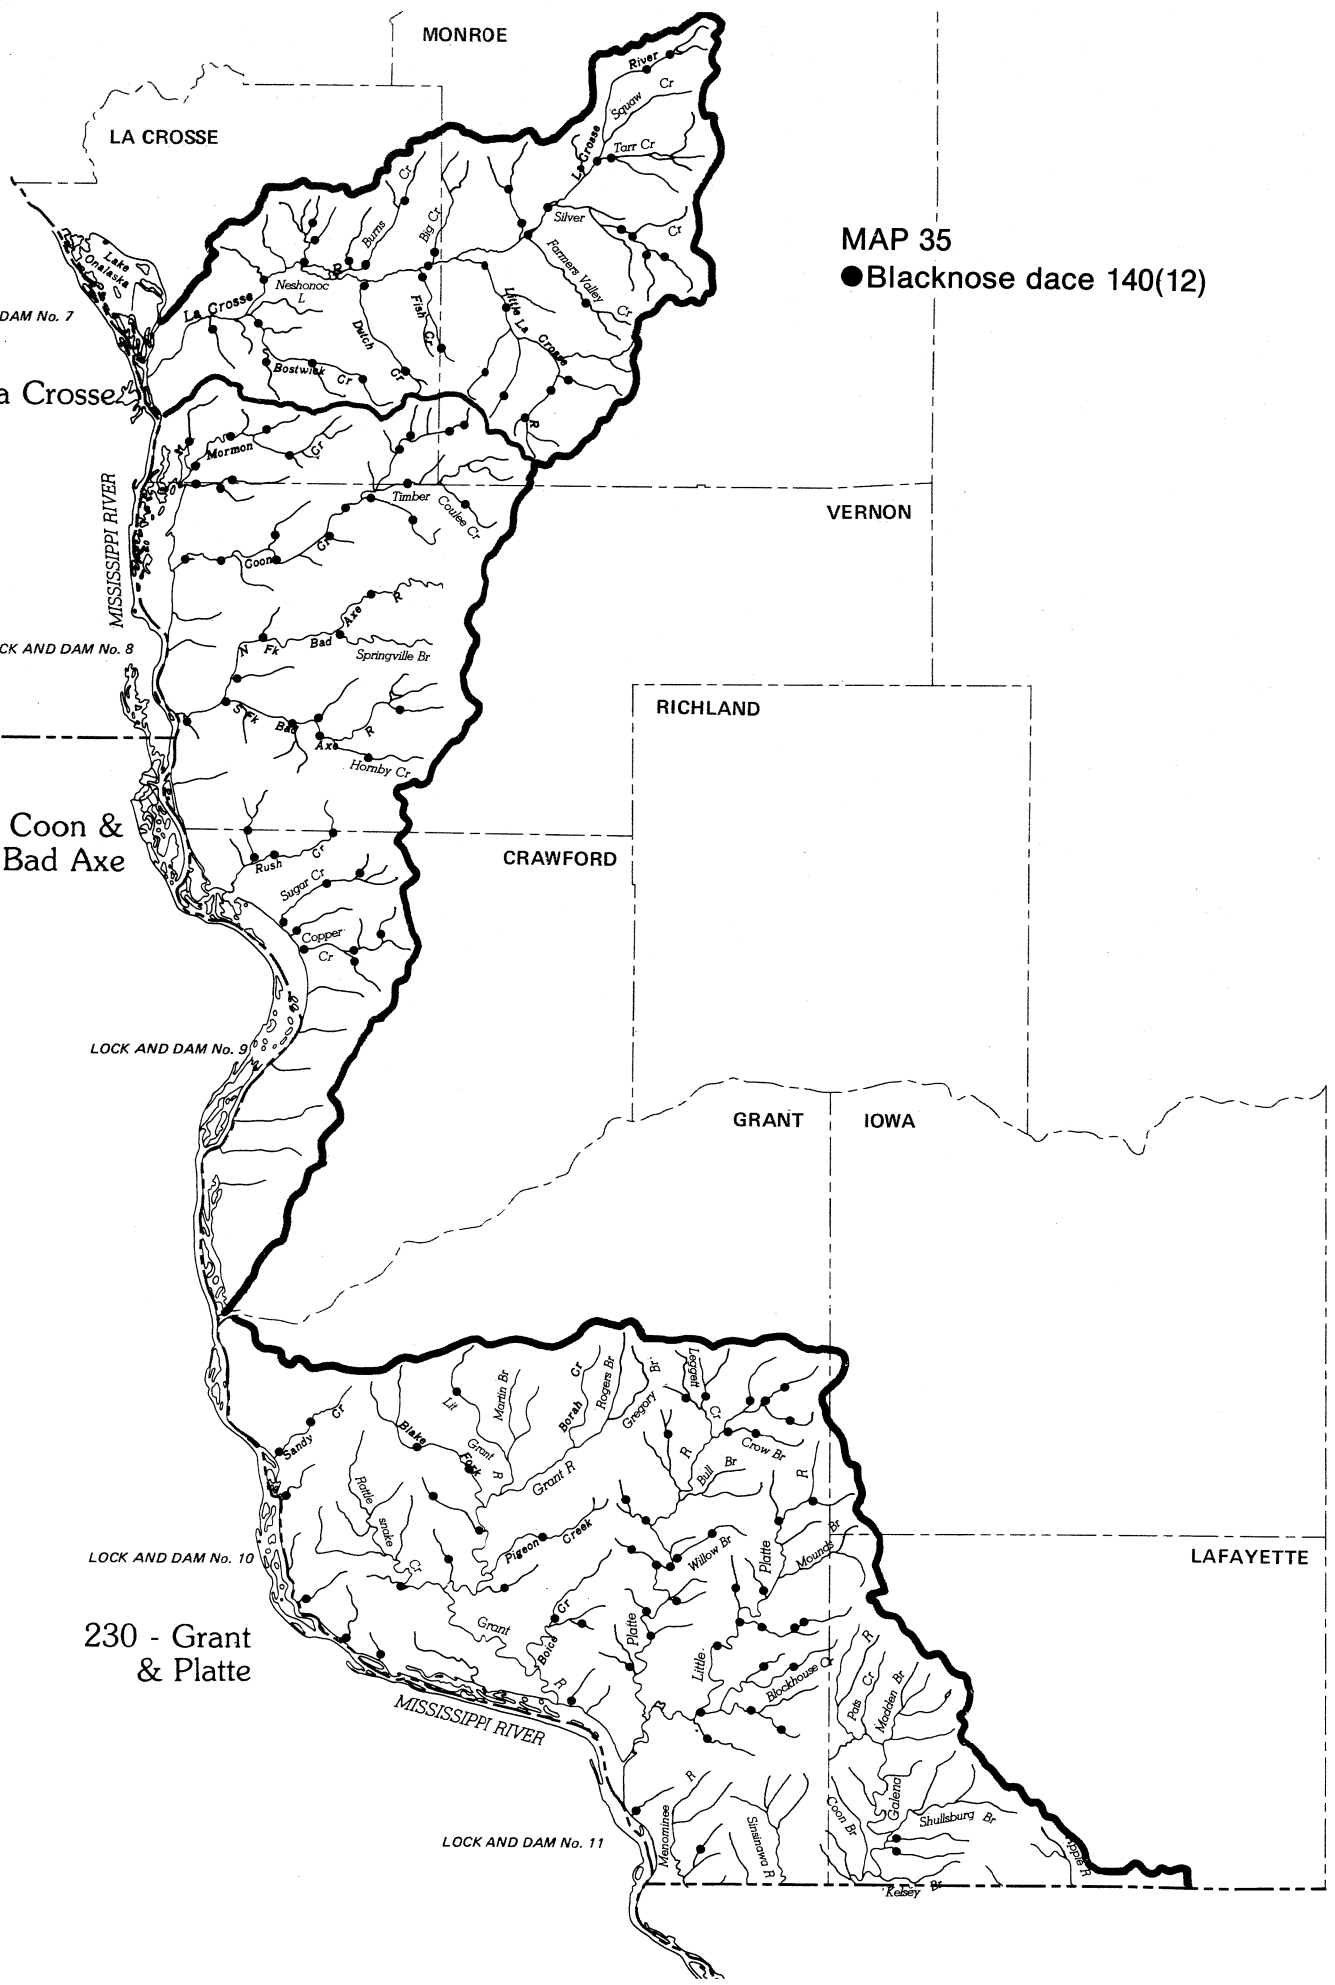 MONROE
LA CROSSE
River
Squaw Cr
La Crosse
Tarr Cr
Silver
Cr
Farmers Valley
Cr
Burns
Cr
Big Cr
Lake
Onalaska
Neshonoc
L
R
La Crosse
Fish Cr
Dutch
Cr
Little La Crosse
R
Bostwick
Cr
MAP 35
●Blacknose dace 140(12)
DAM No. 7
a Crosse
Mormon
Cr
Timber
Coulee Cr
VERNON
MISSISSIPPI RIVER
Coon
Cr
Bad Axe R
N Fk
Springville Br
CK AND DAM No. 8
S Fk
Bad
Axe
R
Hornby Cr
RICHLAND
Coon &
Bad Axe
CRAWFORD
Rush
Cr
Sugar Cr
Copper
Cr
LOCK AND DAM No. 9
GRANT
IOWA
Sandy
Cr
Blake
Fork
Lit
Grant
R
Martin Br
Borah
Cr
Rogers Br
Gregory
Br
Leggett
Cr
Crow Br
R
Bull
Br
Grant R
Rattle
snake
Cr
Pigeon
Creek
Willow Br
Platte
R
Mounds
Br
LOCK AND DAM No. 10
LAFAYETTE
230 - Grant
& Platte
Grant
R
Boice
Cr
Platte
R
Little
Blockhouse Cr
Pats
Cr
R
Madden Br
MISSISSIPPI RIVER
Galena
Coon Br
Shullsburg
Br
Menominee
R
Sinsinawa R
Apple R
LOCK AND DAM No. 11
Kelsey
Br